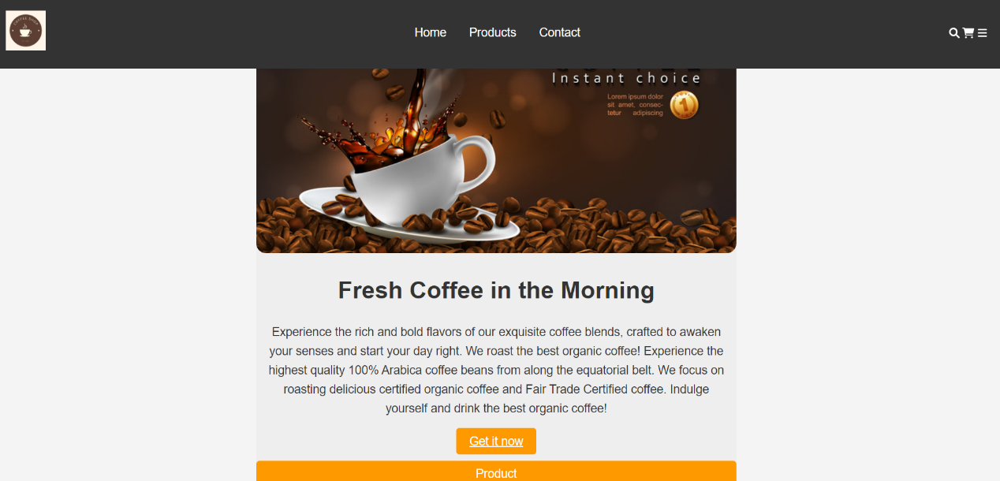 COFFEE SHOP
Home Products Contact
Instant choice
Lorem ipsum dolor
sit amet, consec-
tetur adipiscing
1
Fresh Coffee in the Morning
Experience the rich and bold flavors of our exquisite coffee blends, crafted to awaken
your senses and start your day right. We roast the best organic coffee! Experience the
highest quality 100% Arabica coffee beans from along the equatorial belt. We focus on
roasting delicious certified organic coffee and Fair Trade Certified coffee. Indulge
yourself and drink the best organic coffee!
Get it now
Product